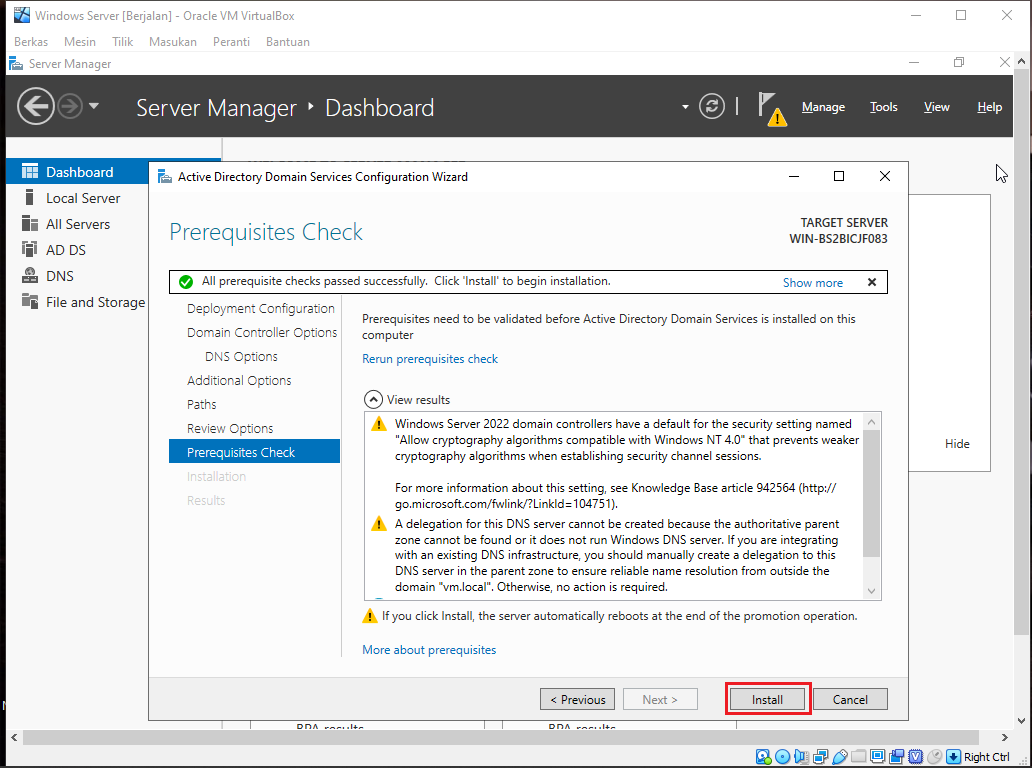 Windows Server [Berjalan] - Oracle VM VirtualBox
Berkas Mesin Tilik Masukan Peranti Bantuan
Server Manager
Server Manager Dashboard
Manage Tools View Help
Dashboard
Local Server
All Servers
AD DS
DNS
File and Storage
Active Directory Domain Services Configuration Wizard
Prerequisites Check
TARGET SERVER
WIN-BS2BICJF083
All prerequisite checks passed successfully. Click 'Install' to begin installation.
Show more
Deployment Configuration
Domain Controller Options
DNS Options
Additional Options
Paths
Review Options
Prerequisites Check
Installation
Results
Prerequisites need to be validated before Active Directory Domain Services is installed on this
computer
Rerun prerequisites check
View results
Windows Server 2022 domain controllers have a default for the security setting named
"Allow cryptography algorithms compatible with Windows NT 4.0" that prevents weaker
cryptography algorithms when establishing security channel sessions.
For more information about this setting, see Knowledge Base article 942564 (http://
go.microsoft.com/fwlink/?LinkId=104751).
A delegation for this DNS server cannot be created because the authoritative parent
zone cannot be found or it does not run Windows DNS server. If you are integrating
with an existing DNS infrastructure, you should manually create a delegation to this
DNS server in the parent zone to ensure reliable name resolution from outside the
domain "vm.local". Otherwise, no action is required.
If you click Install, the server automatically reboots at the end of the promotion operation.
More about prerequisites
Hide
< Previous
Next >
Install
Cancel
BPA results
BPA results
Right Ctrl